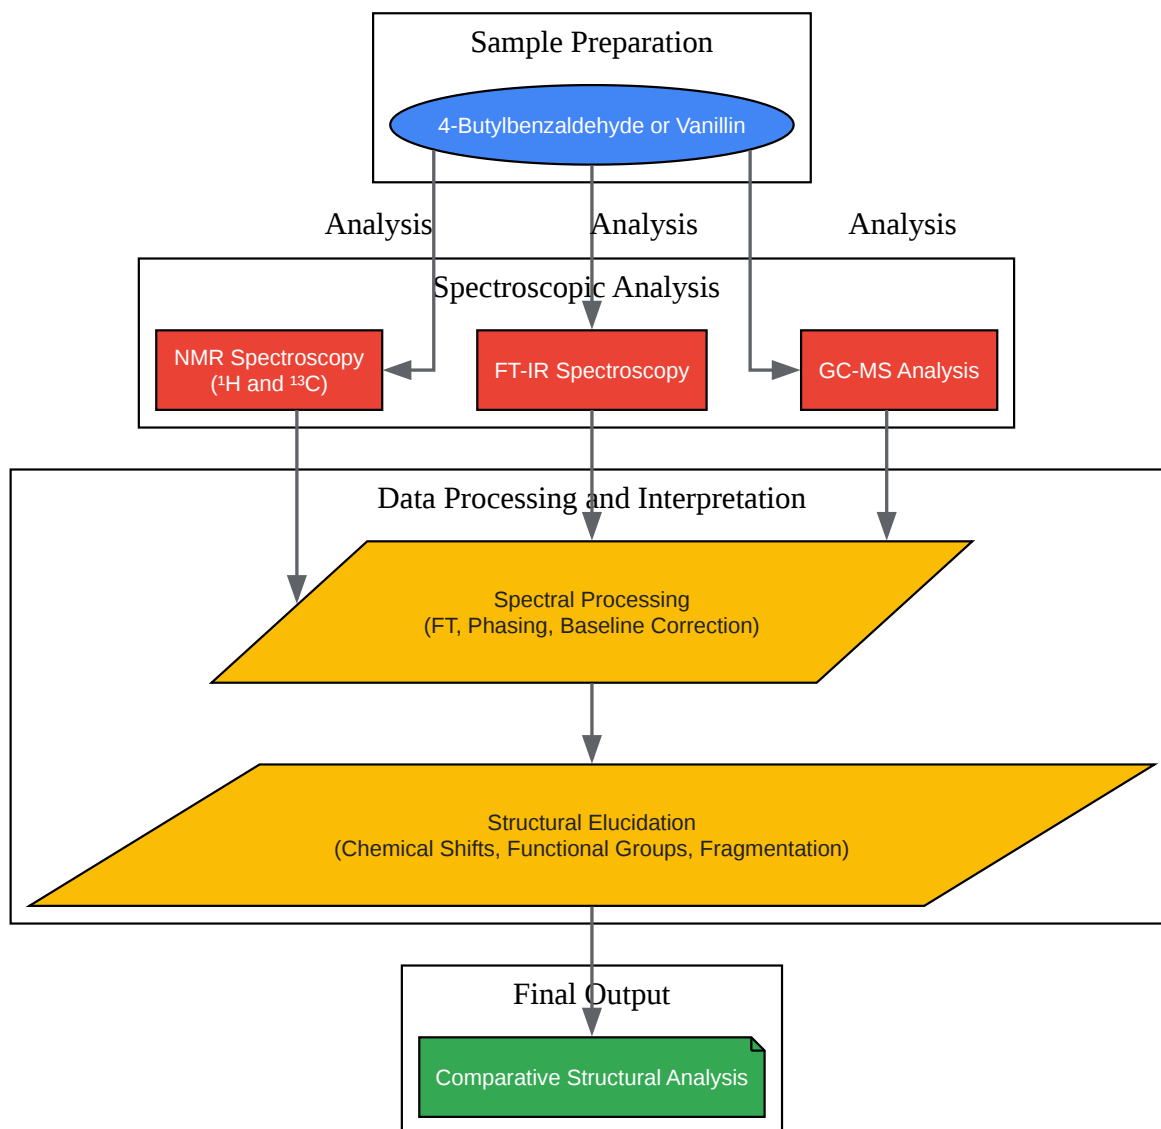 Sample Preparation
4-Butylbenzaldehyde or Vanillin
Analysis
Analysis
Analysis
Spectroscopic Analysis
NMR Spectroscopy
(¹H and ¹³C)
FT-IR Spectroscopy
GC-MS Analysis
Data Processing and Interpretation
Spectral Processing
(FT, Phasing, Baseline Correction)
Structural Elucidation
(Chemical Shifts, Functional Groups, Fragmentation)
Final Output
Comparative Structural Analysis